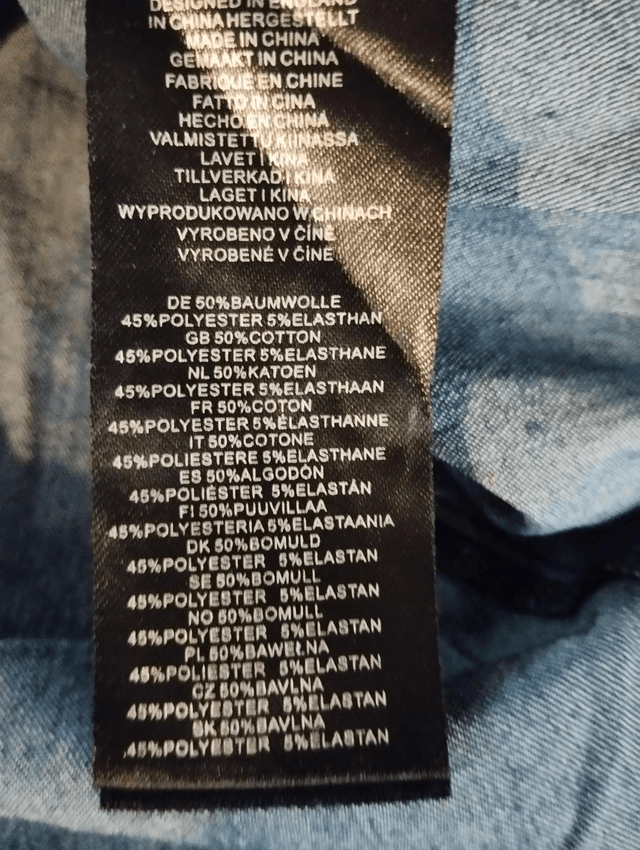 DESIGNED IN ENGLAND
IN CHINA HERGESTELLT
MADE IN CHINA
GEMAAKT IN CHINA
FABRIQUE EN CHINE
FATTO IN CINA
HECHO EN CHINA
VALMISTETTU KIINASSA
LAVET I KINA
TILLVERKAD I KINA
LAGET I KINA
WYPRODUKOWANO W CHINACH
VYROBENO V ČÍNĚ
VYROBENÉ V ČÍNE
DE 50%BAUMWOLLE
45%POLYESTER 5%ELASTHAN
GB 50%COTTON
45%POLYESTER 5%ELASTHANE
NL 50%KATOEN
45%POLYESTER 5%ELASTHAAN
FR 50%COTON
45%POLYESTER 5%ÉLASTHANNE
IT 50%COTONE
45%POLIESTERE 5%ELASTHANE
ES 50%ALGODÓN
45%POLIÉSTER 5%ELASTÁN
FI 50%PUUVILLAA
45%POLYESTERIA 5%ELASTAANIA
DK 50%BOMULD
45%POLYESTER 5%ELASTAN
SE 50%BOMULL
45%POLYESTER 5%ELASTAN
NO 50%BOMULL
45%POLYESTER 5%ELASTAN
PL 50%BAWEŁNA
45%POLIESTER 5%ELASTAN
CZ 50%BAVLNA
45%POLYESTER 5%ELASTAN
SK 50%BAVLNA
45%POLYESTER 5%ELASTAN